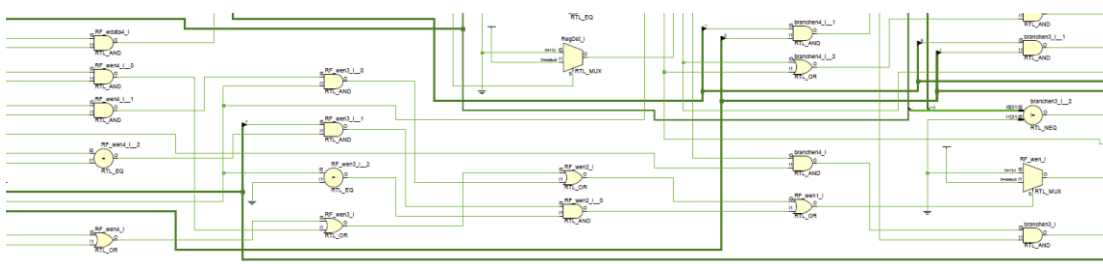 RTL_EQ
RF_wdata4_i
RTL_AND
RF_wen4_i__0
RTL_AND
RF_wen4_i__1
RTL_AND
RF_wen4_i__2
RTL_EQ
RF_wen4_i
RTL_OR
RF_wen3_i__0
RTL_AND
RF_wen3_i__1
RTL_AND
RF_wen3_i__2
RTL_EQ
RF_wen3_i
RTL_OR
RegDst_i
RTL_MUX
RF_wen2_i
RTL_OR
RF_wen2_i__0
RTL_AND
branchen4_i__1
RTL_AND
branchen4_i__2
RTL_OR
branchen4_i
RTL_AND
RF_wen1_i
RTL_OR
RTL_AND
branchen3_i__1
RTL_AND
branchen3_i__2
RTL_NEQ
RF_wen_i
RTL_MUX
branchen3_i
RTL_AND